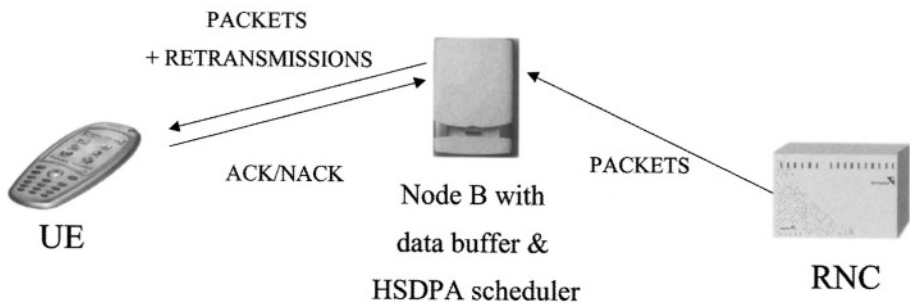 PACKETS
+ RETRANSMISSIONS
ACK/NACK
PACKETS
UE
Node B with
data buffer &
HSDPA scheduler
RNC